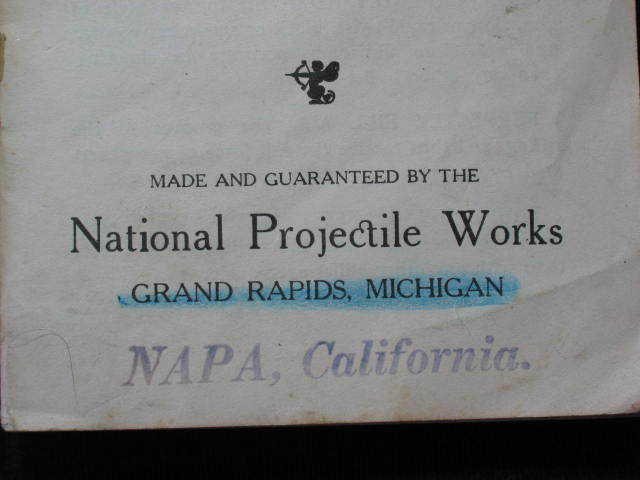 MADE AND GUARANTEED BY THE
National Projectile Works
GRAND RAPIDS, MICHIGAN
NAPA, California.